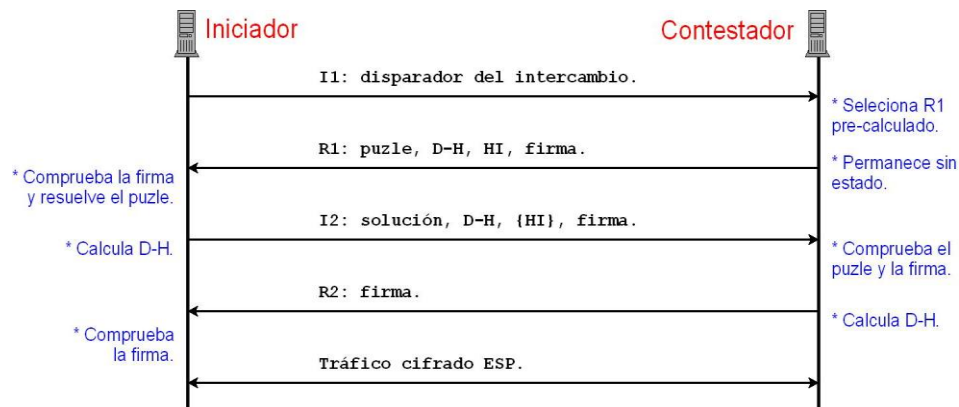 Iniciador
Contestador
I1: disparador del intercambio.
* Selecciona R1
pre-calculado.
R1: puzle, D-H, HI, firma.
* Permanece sin
estado.
* Comprueba la firma
y resuelve el puzle.
I2: solución, D-H, {HI}, firma.
* Calcula D-H.
* Comprueba el
puzle y la firma.
R2: firma.
* Calcula D-H.
* Comprueba
la firma.
Tráfico cifrado ESP.